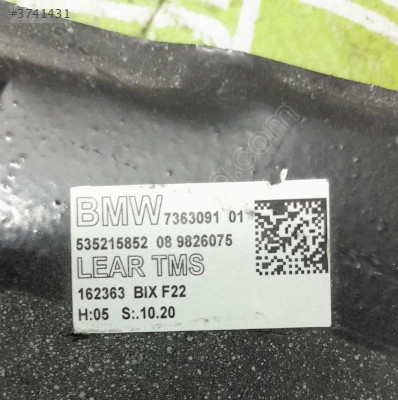 #3741431
BMW 7363091 01
535215852 08 9826075
LEAR TMS
162363 BIX F22
H:05 S:.10.20